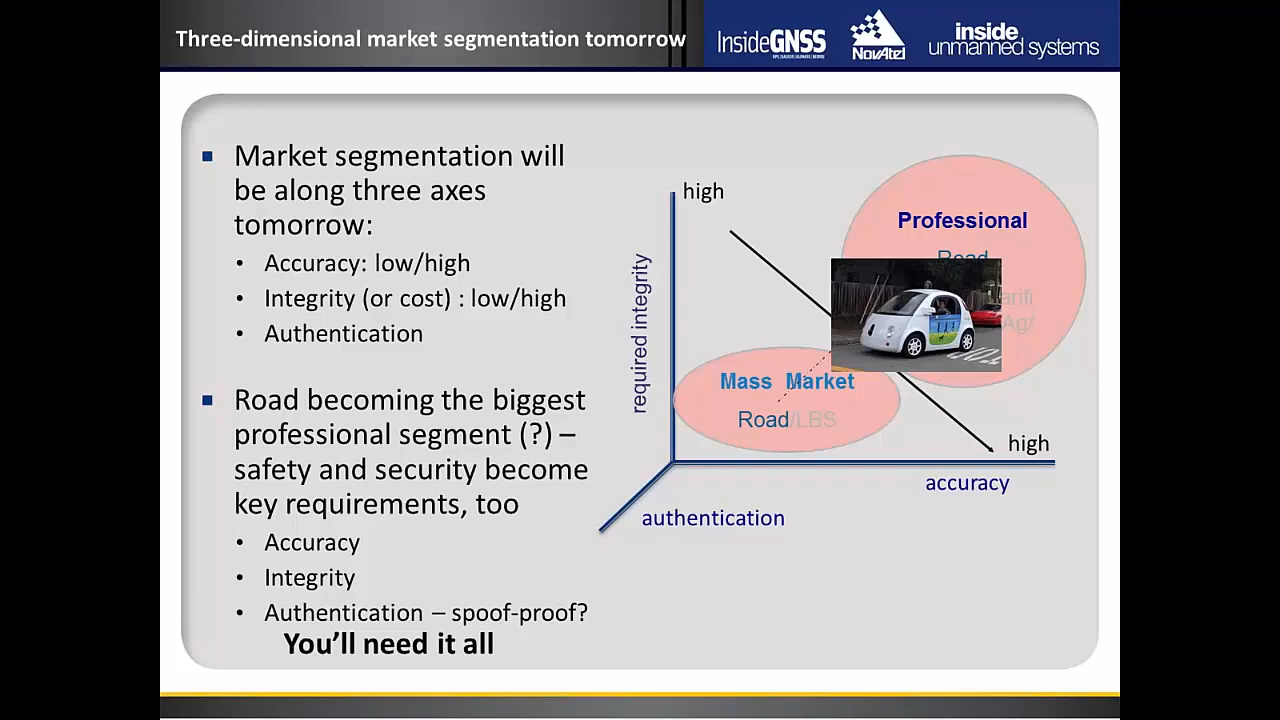 Three-dimensional market segmentation tomorrow
InsideGNSS
NovAtel
inside
unmanned systems
Market segmentation will
be along three axes
tomorrow:
• Accuracy: low/high
• Integrity (or cost) : low/high
• Authentication
Road becoming the biggest
professional segment (?) –
safety and security become
key requirements, too
• Accuracy
• Integrity
• Authentication – spoof-proof?
You’ll need it all
high
required integrity
Professional
Road
Ag/
Mass Market
Road/LBS
high
accuracy
authentication